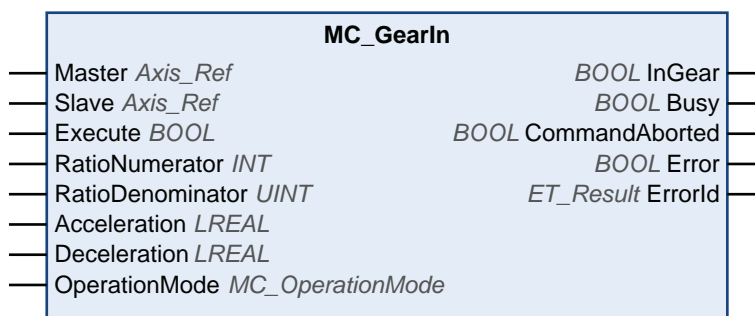 MC_GearIn
Master Axis_Ref BOOL InGear
Slave Axis_Ref BOOL Busy
Execute BOOL BOOL CommandAborted
RatioNumerator INT BOOL Error
RatioDenominator UINT ET_Result ErrorId
Acceleration LREAL
Deceleration LREAL
OperationMode MC_OperationMode